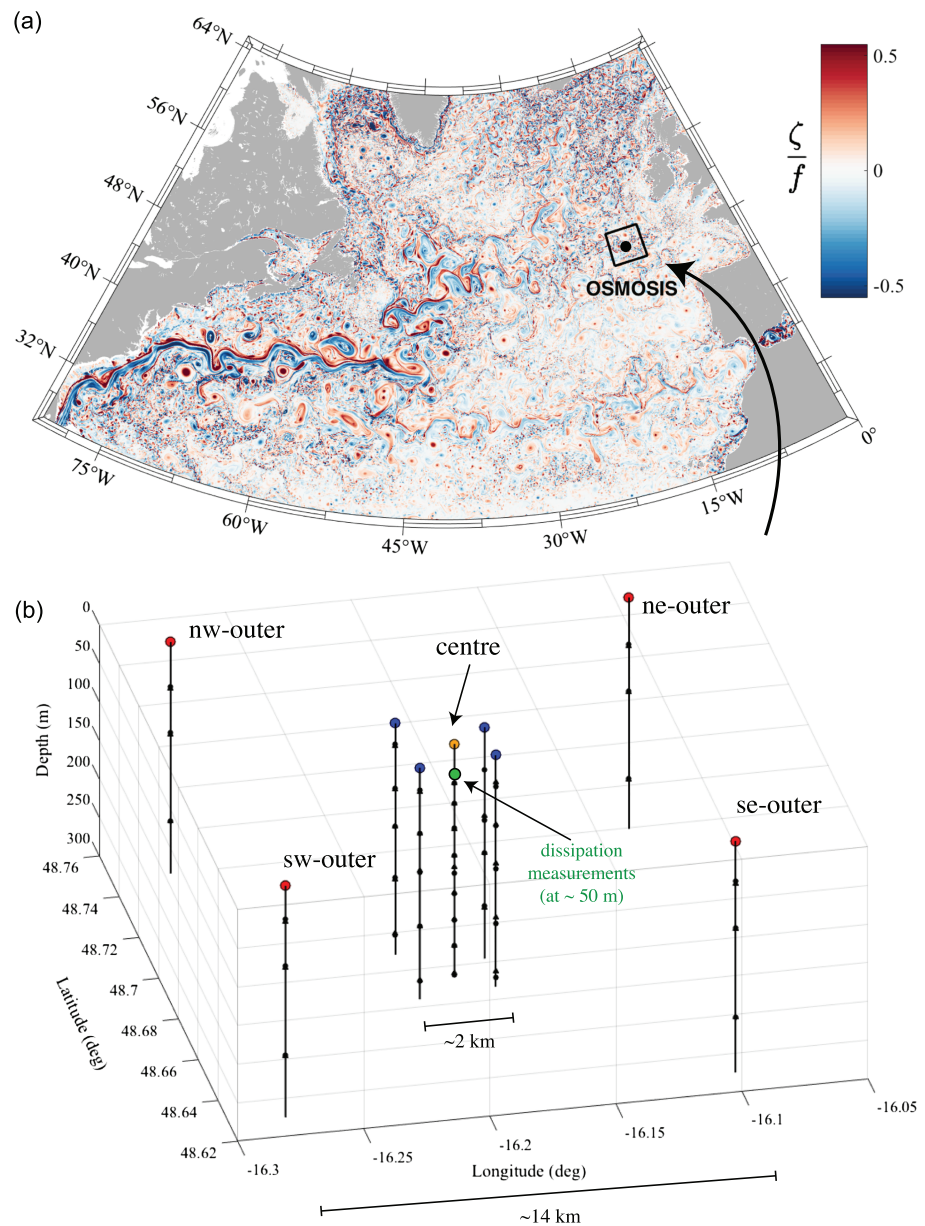 (a)
64°N
56°N
48°N
40°N
32°N
75°W
60°W
45°W
30°W
15°W
0°
OSMOSIS
0.5
0
-0.5
ζ
f
(b)
nw-outer
ne-outer
centre
sw-outer
se-outer
dissipation
measurements
(at ~ 50 m)
Depth (m)
0
50
100
150
200
250
300
48.76
48.74
48.72
48.7
48.68
48.66
48.64
48.62
Latitude (deg)
~2 km
-16.3
-16.25
-16.2
-16.15
-16.1
-16.05
Longitude (deg)
~14 km